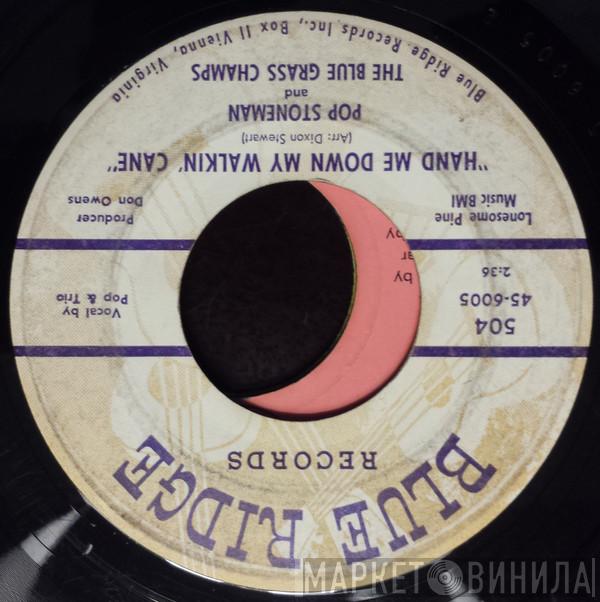 BLUE RIDGE
RECORDS
504
45-6005
2:36
Vocal by
Pop & Trio
Lonesome Pine
Music BMI
Producer
Don Owens
"HAND ME DOWN MY WALKIN' CANE"
(Arr: Dixon Stewart)
POP STONEMAN
and
THE BLUE GRASS CHAMPS
Blue Ridge Records Inc., Box 11 Vienna, Virginia
by
by
МАРКЕТ ВИНИЛА